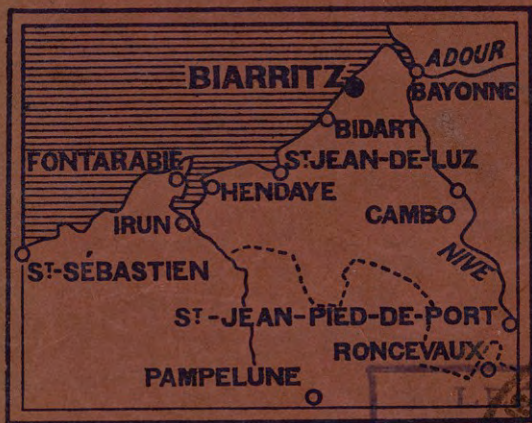 ADOUR
BIARRITZ
BAYONNE
BIDART
FONTARABIE
ST JEAN-DE-LUZ
HENDAYE
CAMBO
IRUN
NIVE
ST-SÉBASTIEN
ST-JEAN-PIED-DE-PORT
RONCEVAUX
PAMPELUNE